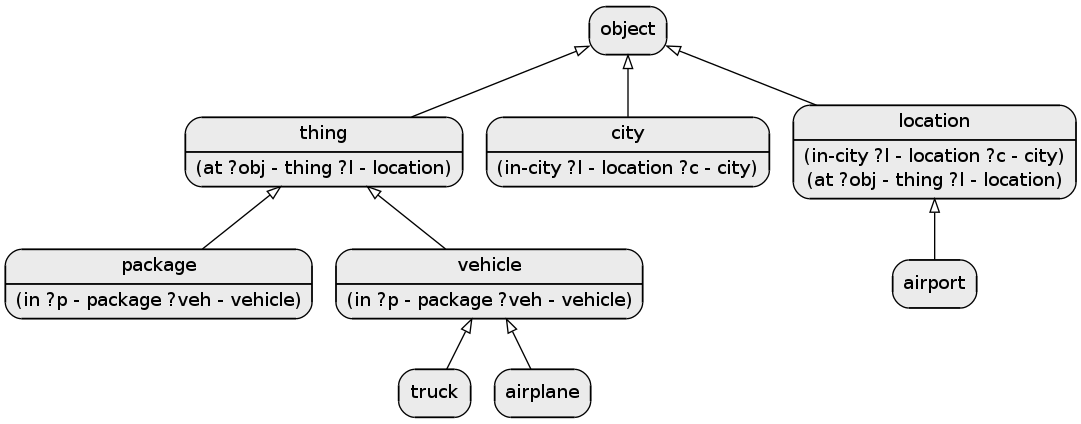 object
thing
(at ?obj - thing ?l - location)
city
(in-city ?l - location ?c - city)
location
(in-city ?l - location ?c - city)
(at ?obj - thing ?l - location)
package
(in ?p - package ?veh - vehicle)
vehicle
(in ?p - package ?veh - vehicle)
airport
truck
airplane